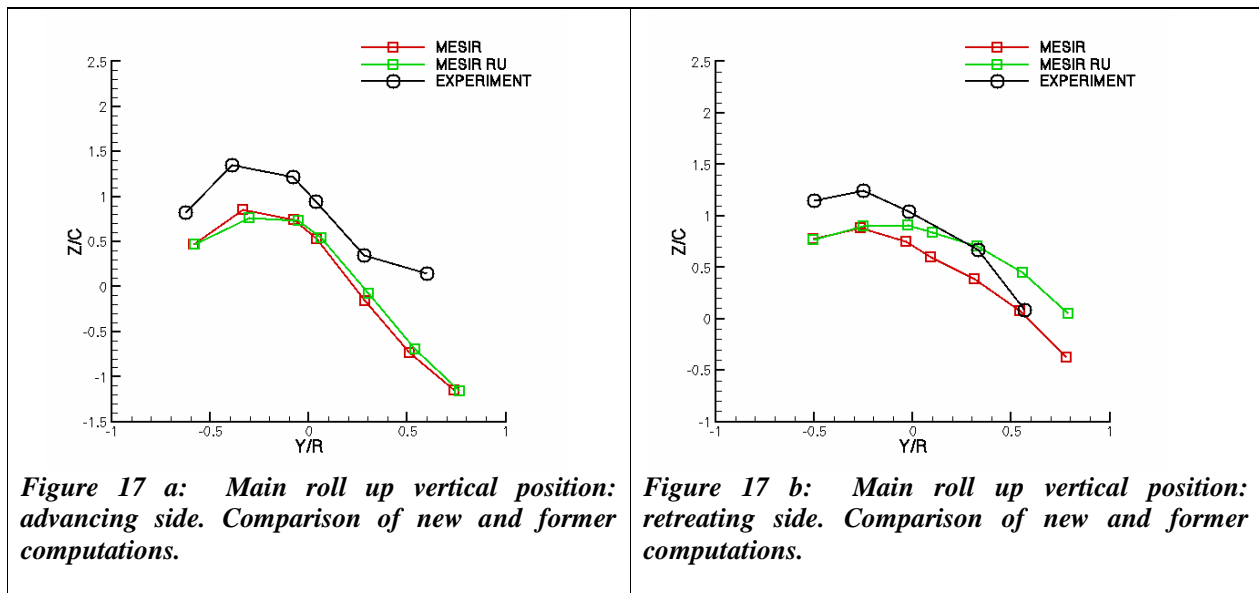 MESIR
MESIR RU
EXPERIMENT
2.5
2
1.5
1
0.5
0
-0.5
-1
-1.5
Z/C
-1
-0.5
0
0.5
1
Y/R
Figure 17 a: Main roll up vertical position:
advancing side. Comparison of new and former
computations.
MESIR
MESIR RU
EXPERIMENT
2.5
2
1.5
1
0.5
0
-0.5
-1
Z/C
-1
-0.5
0
0.5
1
Y/R
Figure 17 b: Main roll up vertical position:
retreating side. Comparison of new and former
computations.